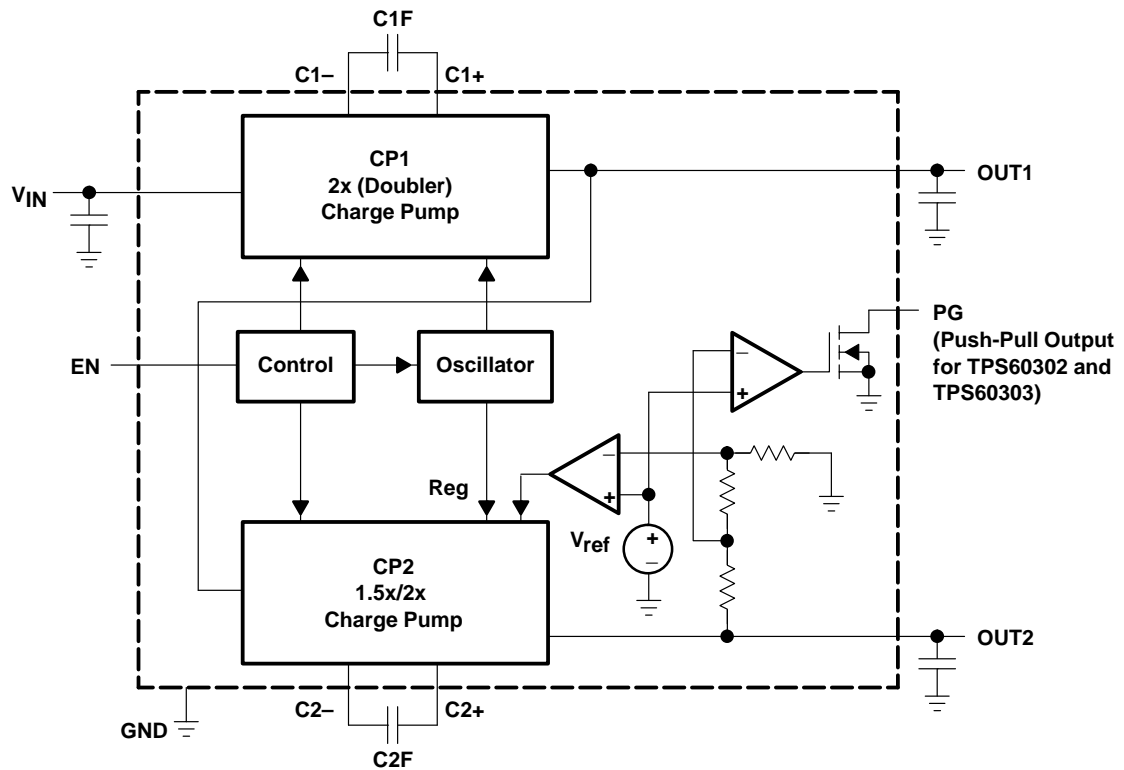 C1F
C1–
C1+
CP1
2x (Doubler)
Charge Pump
VIN
OUT1
EN
Control
Oscillator
PG
(Push-Pull Output
for TPS60302 and
TPS60303)
–
+
–
+
Reg
Vref
+
–
CP2
1.5x/2x
Charge Pump
OUT2
GND
C2–
C2+
C2F